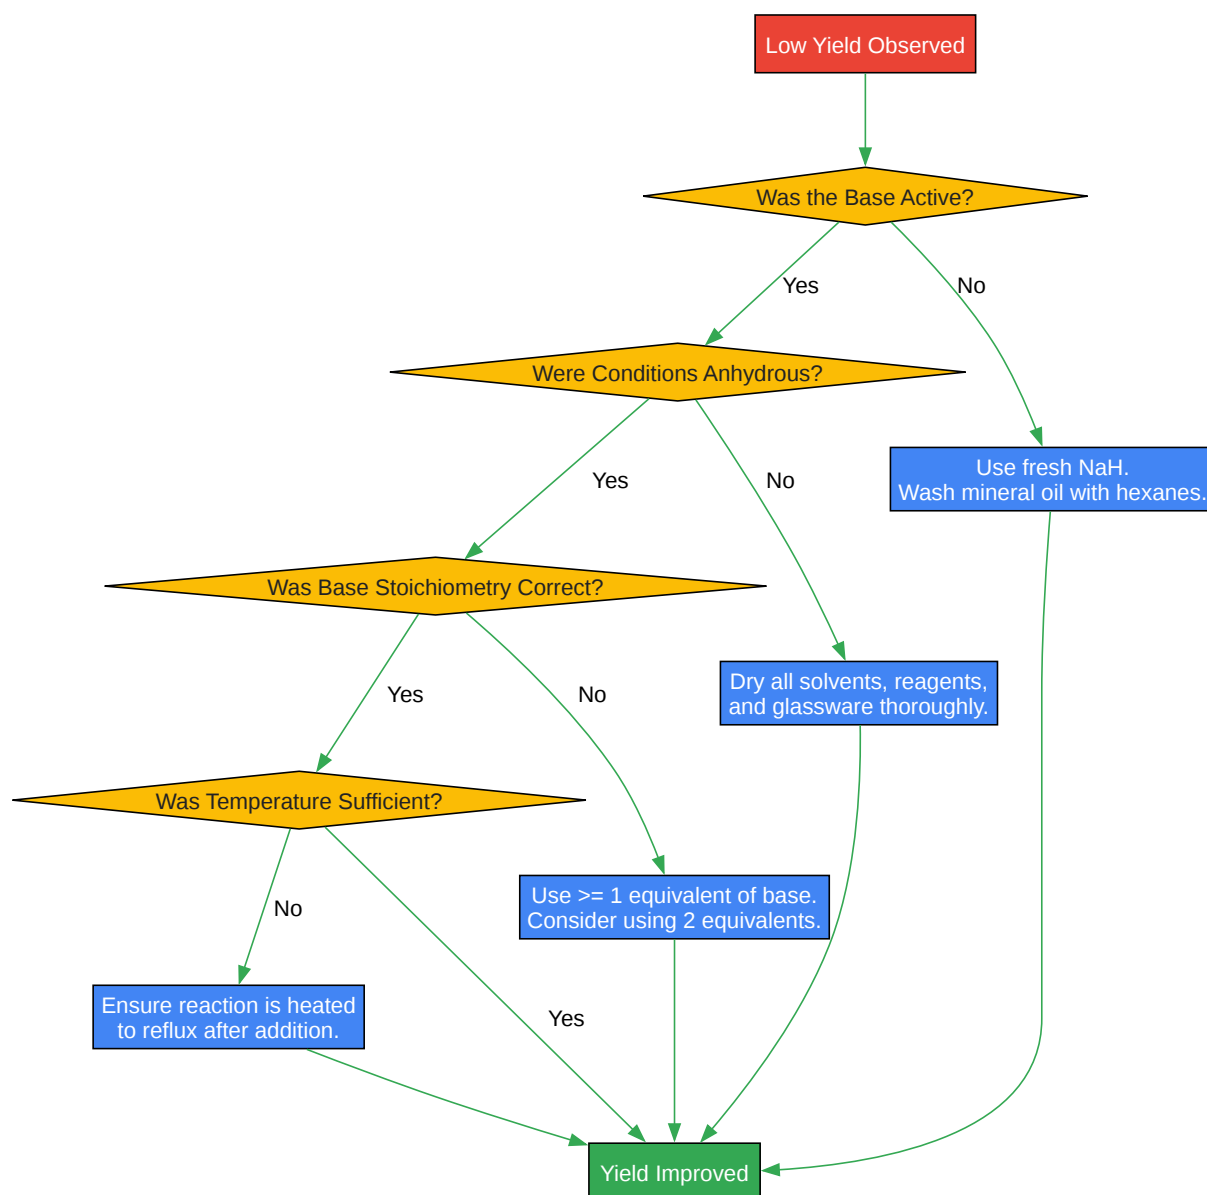 Low Yield Observed
Was the Base Active?
Yes
No
Were Conditions Anhydrous?
Use fresh NaH.
Wash mineral oil with hexanes.
Yes
No
Was Base Stoichiometry Correct?
Dry all solvents, reagents,
and glassware thoroughly.
Yes
No
Was Temperature Sufficient?
Use >= 1 equivalent of base.
Consider using 2 equivalents.
No
Ensure reaction is heated
to reflux after addition.
Yes
Yield Improved